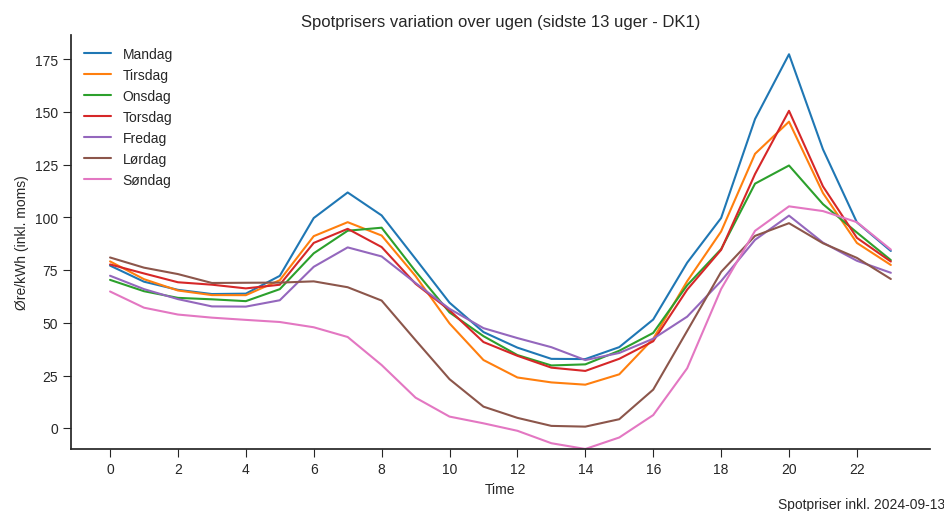 Spotprisers variation over ugen (sidste 13 uger - DK1)
Mandag
Tirsdag
Onsdag
Torsdag
Fredag
Lørdag
Søndag
Øre/kWh (inkl. moms)
175
150
125
100
75
50
25
0
0 2 4 6 8 10 12 14 16 18 20 22
Time
Spotpriser inkl. 2024-09-13